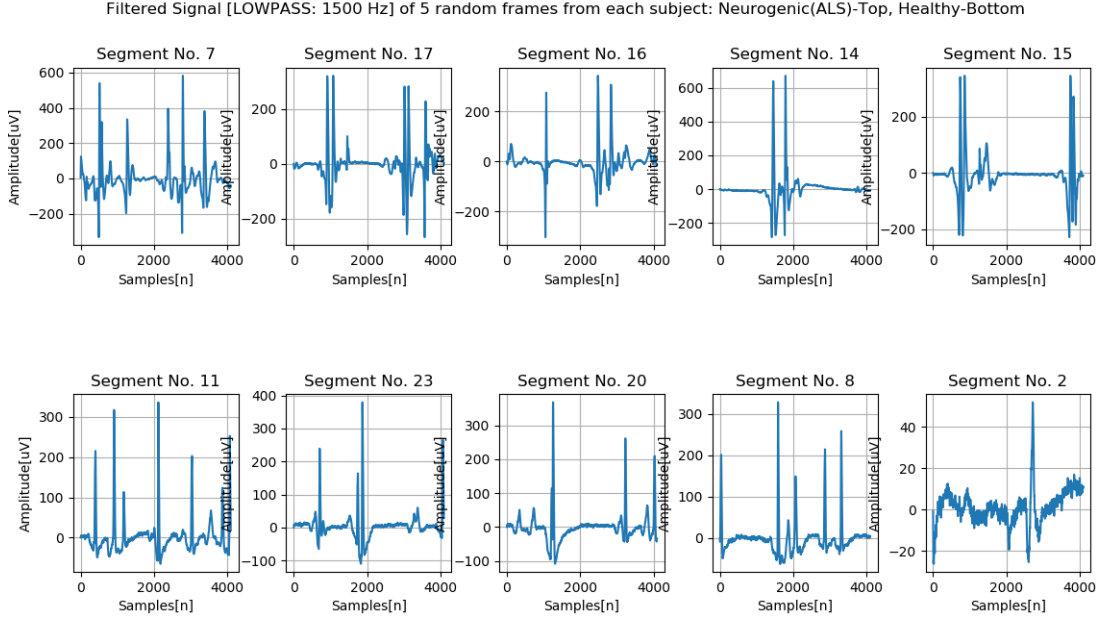 Filtered Signal [LOWPASS: 1500 Hz] of 5 random frames from each subject: Neurogenic(ALS)-Top, Healthy-Bottom
Segment No. 7
Segment No. 17
Segment No. 16
Segment No. 14
Segment No. 15
Amplitude[uV]
600
400
200
0
−200
0
2000
4000
Samples[n]
Amplitude[uV]
200
0
−200
0
2000
4000
Samples[n]
Amplitude[uV]
200
0
−200
0
2000
4000
Samples[n]
Amplitude[uV]
600
400
200
0
−200
0
2000
4000
Samples[n]
Amplitude[uV]
200
0
−200
0
2000
4000
Samples[n]
Segment No. 11
Segment No. 23
Segment No. 20
Segment No. 8
Segment No. 2
Amplitude[uV]
300
200
100
0
0
2000
4000
Samples[n]
Amplitude[uV]
400
300
200
100
0
−100
0
2000
4000
Samples[n]
Amplitude[uV]
300
200
100
0
−100
0
2000
4000
Samples[n]
Amplitude[uV]
300
200
100
0
0
2000
4000
Samples[n]
Amplitude[uV]
40
20
0
−20
0
2000
4000
Samples[n]